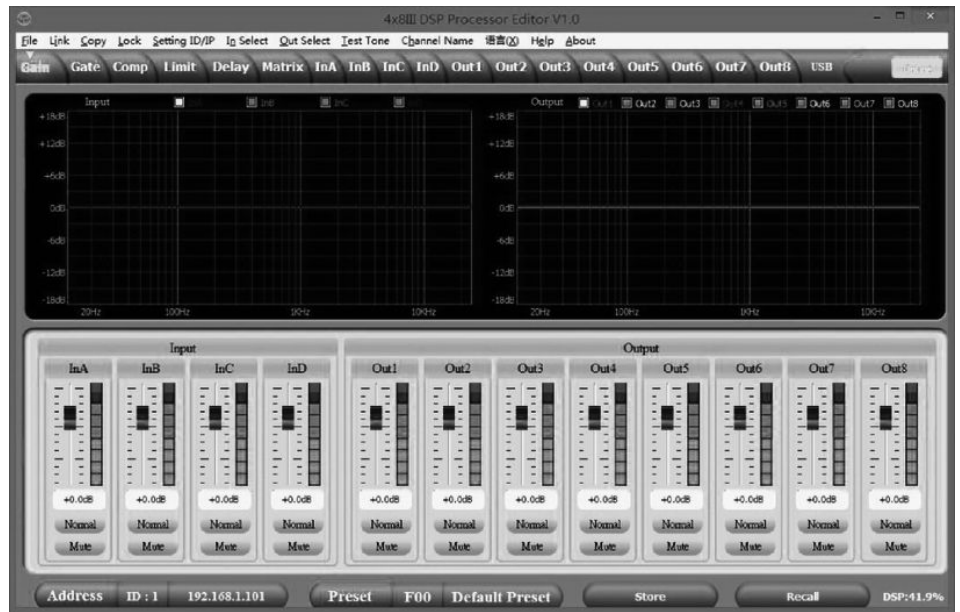 4x8III DSP Processor Editor V1.0
File Link Copy Lock Setting ID/IP In Select Out Select Test Tone Channel Name 语言(X) Help About
Gain Gate Comp Limit Delay Matrix InA InB InC InD Out1 Out2 Out3 Out4 Out5 Out6 Out7 Out8 USB
Input InA InB InC Output Out1 Out2 Out3 Out4 Out5 Out6 Out7 Out8
+18dB +18dB
+12dB +12dB
+6dB +6dB
0dB 0dB
-6dB -6dB
-12dB -12dB
-18dB -18dB
20Hz 100Hz 1KHz 10KHz 20Hz 100Hz 1KHz 10KHz
Input Output
InA InB InC InD Out1 Out2 Out3 Out4 Out5 Out6 Out7 Out8
+0.0dB +0.0dB +0.0dB +0.0dB +0.0dB +0.0dB +0.0dB +0.0dB +0.0dB +0.0dB +0.0dB +0.0dB
Normal Normal Normal Normal Normal Normal Normal Normal Normal Normal Normal Normal
Mute Mute Mute Mute Mute Mute Mute Mute Mute Mute Mute Mute
Address ID : 1 192.168.1.101 Preset F00 Default Preset Store Recall DSP:41.9%